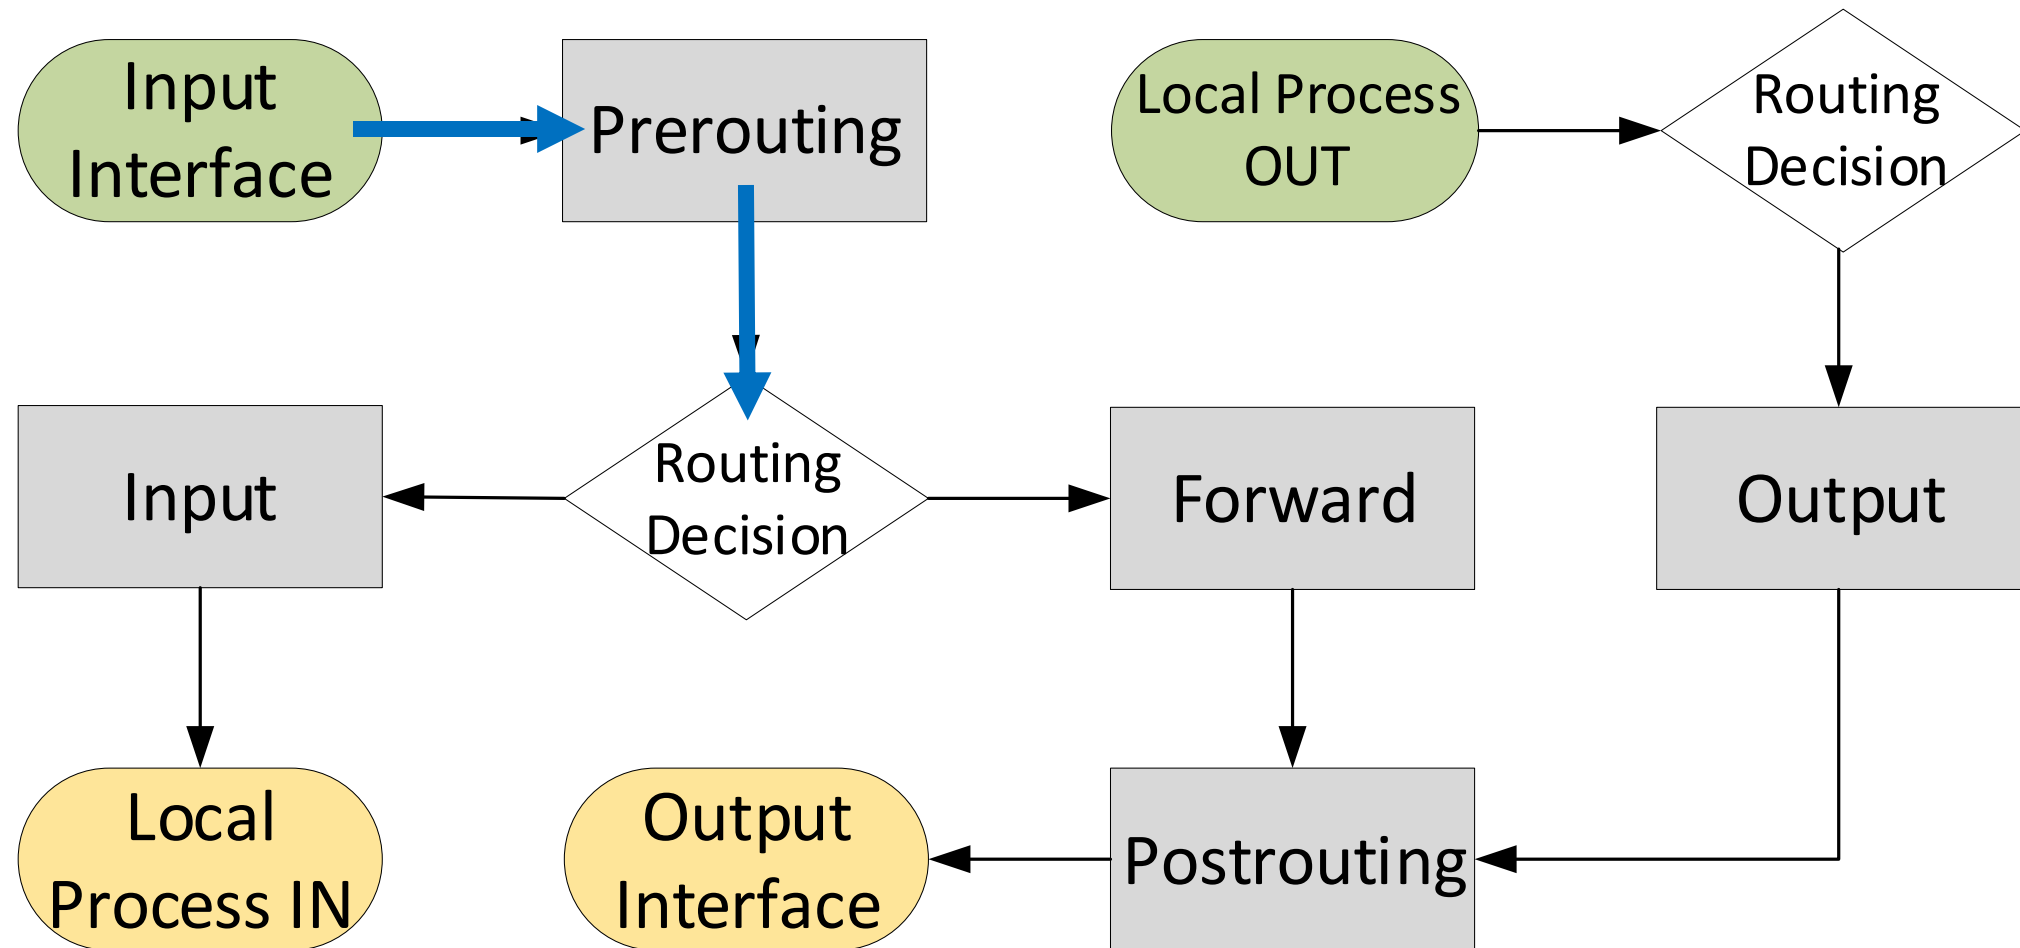 Input
Interface
Prerouting
Local Process
OUT
Routing
Decision
Input
Routing
Decision
Forward
Output
Local
Process IN
Output
Interface
Postrouting